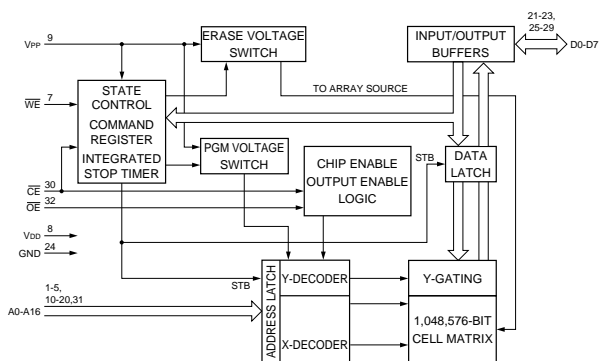 21-23,
25-29
VPP 9
ERASE VOLTAGE
SWITCH
INPUT/OUTPUT
BUFFERS
D0-D7
TO ARRAY SOURCE
WE 7
STATE
CONTROL
COMMAND
REGISTER
INTEGRATED
STOP TIMER
PGM VOLTAGE
SWITCH
CHIP ENABLE
OUTPUT ENABLE
LOGIC
STB
DATA
LATCH
CE 30
OE 32
VDD 8
GND 24
STB
ADDRESS LATCH
Y-DECODER
Y-GATING
1-5,
10-20,31
A0-A16
X-DECODER
1,048,576-BIT
CELL MATRIX